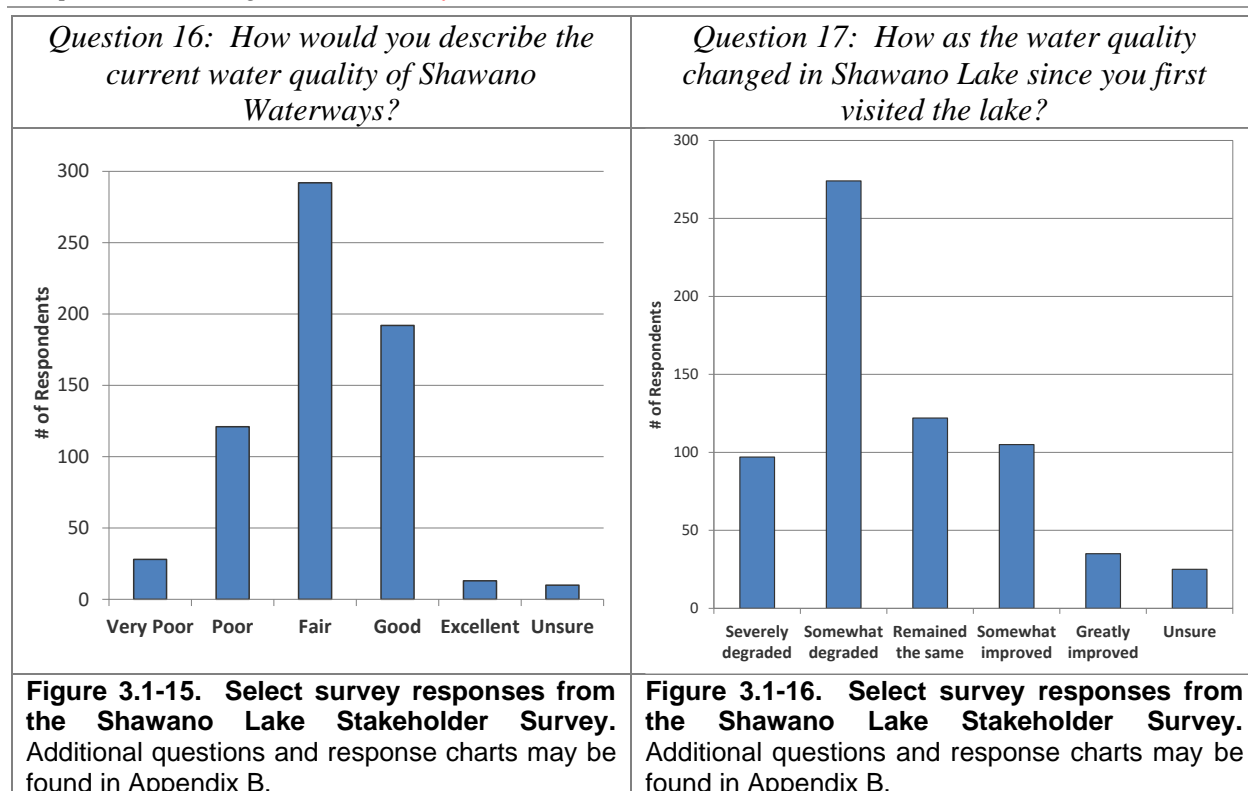 Question 16: How would you describe the
current water quality of Shawano
Waterways?
300
250
200
150
100
50
0
# of Respondents
Very Poor Poor Fair Good Excellent Unsure
Figure 3.1-15. Select survey responses from
the Shawano Lake Stakeholder Survey.
Additional questions and response charts may be
found in Appendix B.
Question 17: How as the water quality
changed in Shawano Lake since you first
visited the lake?
300
250
200
150
100
50
0
# of Respondents
Severely Somewhat Remained Somewhat Greatly Unsure
degraded degraded the same improved improved
Figure 3.1-16. Select survey responses from
the Shawano Lake Stakeholder Survey.
Additional questions and response charts may be
found in Appendix B.